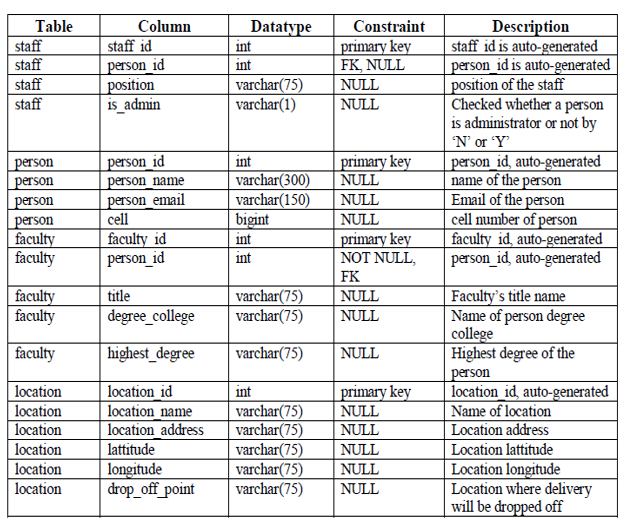 Table Column Datatype Constraint Description
staff staff_id int primary key staff_id is auto-generated
staff person_id int FK, NULL person_id is auto-generated
staff position varchar(75) NULL position of the staff
staff is_admin varchar(1) NULL Checked whether a person
is administrator or not by
‘N’ or ‘Y’
person person_id int primary key person_id, auto-generated
person person_name varchar(300) NULL name of the person
person person_email varchar(150) NULL Email of the person
person cell bigint NULL cell number of person
faculty faculty_id int primary key faculty_id, auto-generated
faculty person_id int NOT NULL, person_id, auto-generated
FK
faculty title varchar(75) NULL Faculty’s title name
faculty degree_college varchar(75) NULL Name of person degree
college
faculty highest_degree varchar(75) NULL Highest degree of the
person
location location_id int primary key location_id, auto-generated
location location_name varchar(75) NULL Name of location
location location_address varchar(75) NULL Location address
location lattitude varchar(75) NULL Location lattitude
location longitude varchar(75) NULL Location longitude
location drop_off_point varchar(75) NULL Location where delivery
will be dropped off